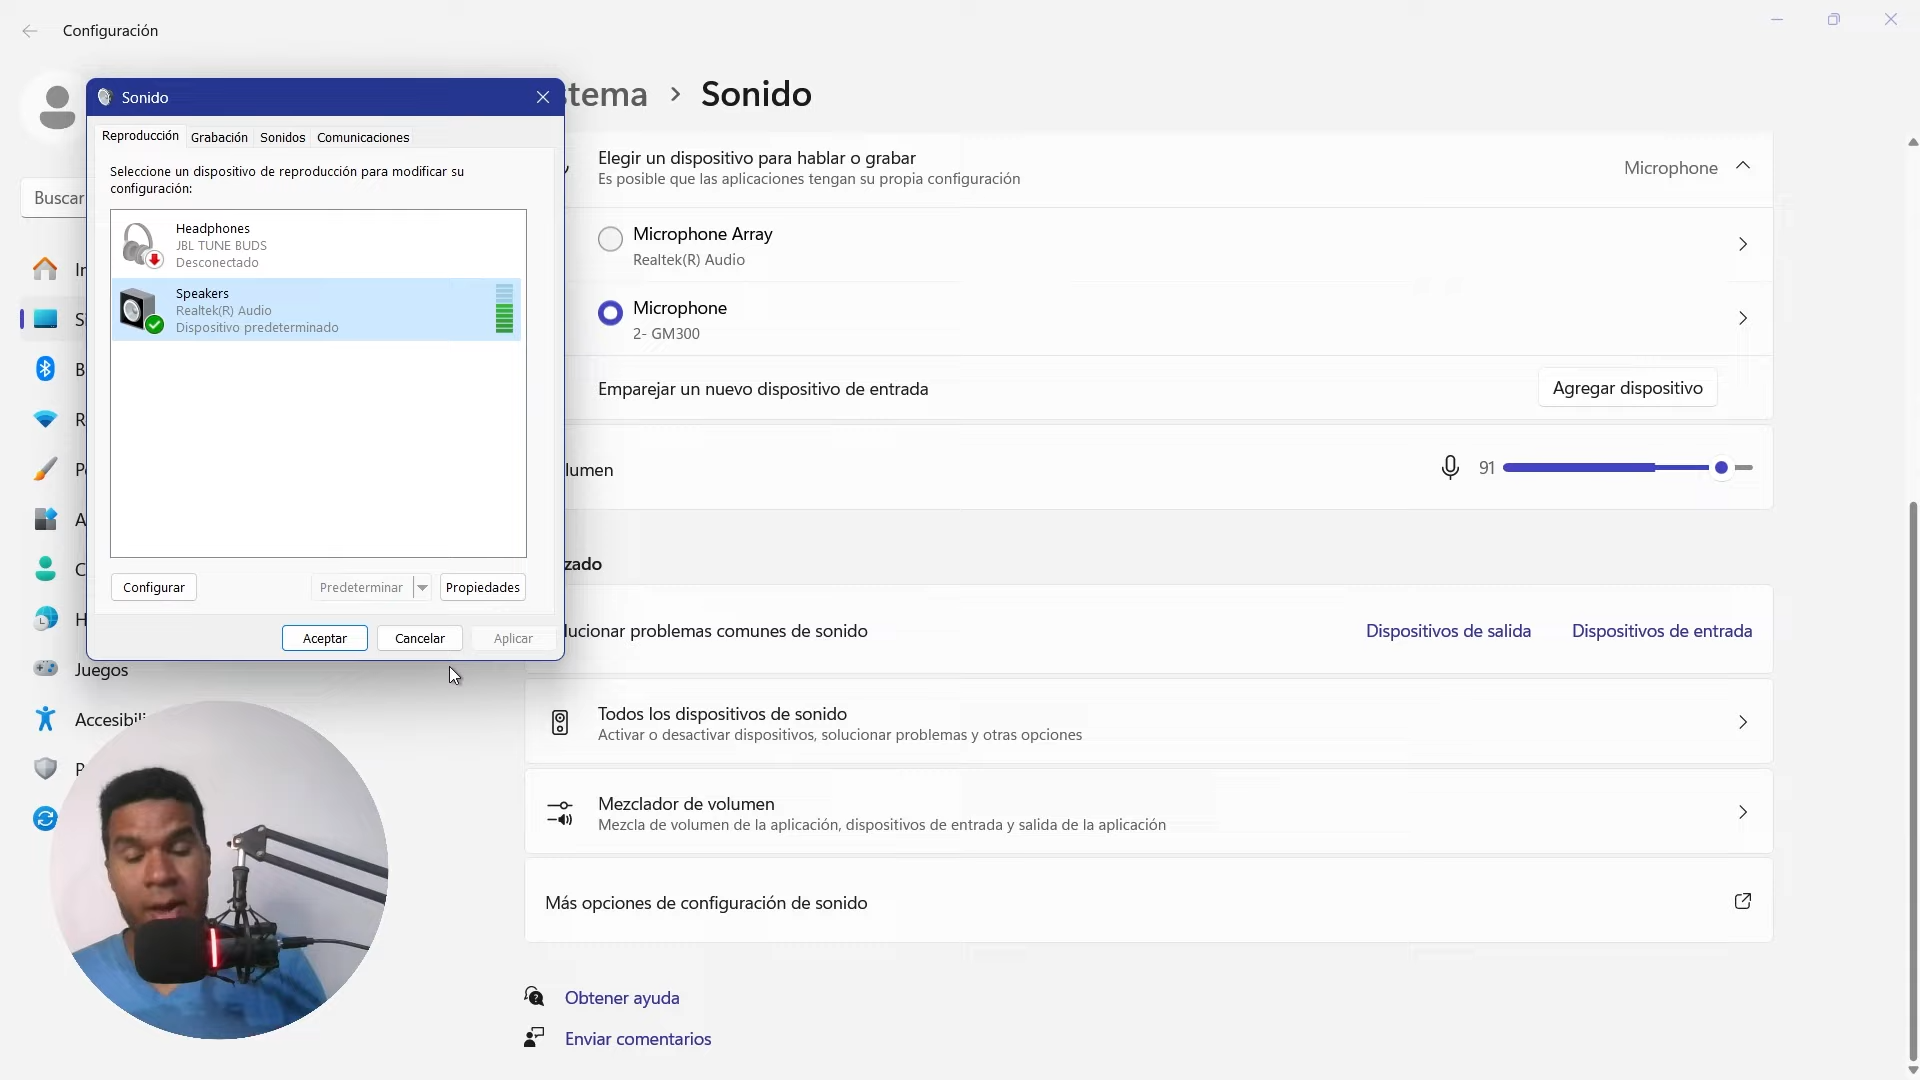 Configuración
Sonido
stema > Sonido
Reproducción Grabación Sonidos Comunicaciones
Seleccione un dispositivo de reproducción para modificar su
configuración:
Headphones
JBL TUNE BUDS
Desconectado
Speakers
Realtek(R) Audio
Dispositivo predeterminado
Configurar Predeterminar Propiedades
Aceptar Cancelar Aplicar
Buscar
In
Si
B
R
Pe
A
C
H
Juegos
Accesibili
P
Elegir un dispositivo para hablar o grabar
Es posible que las aplicaciones tengan su propia configuración
Microphone
Microphone Array
Realtek(R) Audio
Microphone
2- GM300
Emparejar un nuevo dispositivo de entrada
Agregar dispositivo
lumen
91
zado
lucionar problemas comunes de sonido
Dispositivos de salida Dispositivos de entrada
Todos los dispositivos de sonido
Activar o desactivar dispositivos, solucionar problemas y otras opciones
Mezclador de volumen
Mezcla de volumen de la aplicación, dispositivos de entrada y salida de la aplicación
Más opciones de configuración de sonido
Obtener ayuda
Enviar comentarios